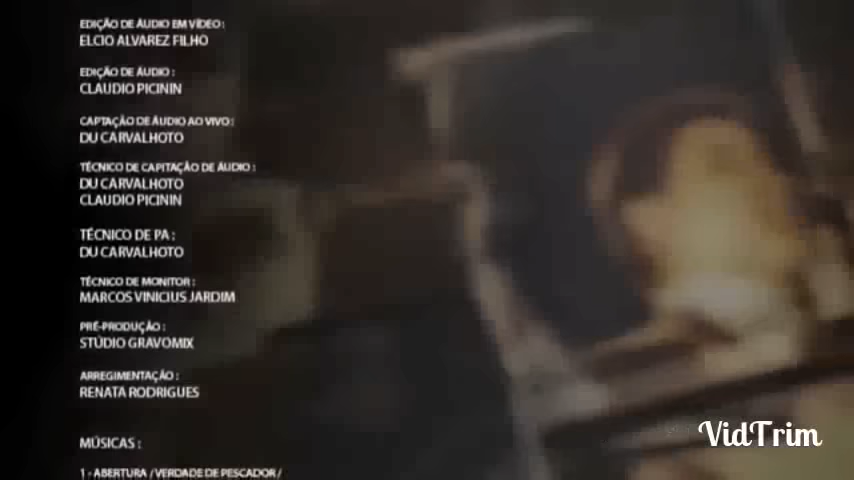 EDIÇÃO DE ÁUDIO EM VÍDEO :
ELCIO ALVAREZ FILHO
EDIÇÃO DE ÁUDIO :
CLAUDIO PICININ
CAPTAÇÃO DE ÁUDIO AO VIVO :
DU CARVALHOTO
TÉCNICO DE CAPITAÇÃO DE ÁUDIO :
DU CARVALHOTO
CLAUDIO PICININ
TÉCNICO DE PA :
DU CARVALHOTO
TÉCNICO DE MONITOR :
MARCOS VINICIUS JARDIM
PRÉ-PRODUÇÃO :
STÚDIO GRAVOMIX
ARREGIMENTAÇÃO :
RENATA RODRIGUES
MÚSICAS :
1 - ABERTURA / VERDADE DE PESCADOR /
VidTrim